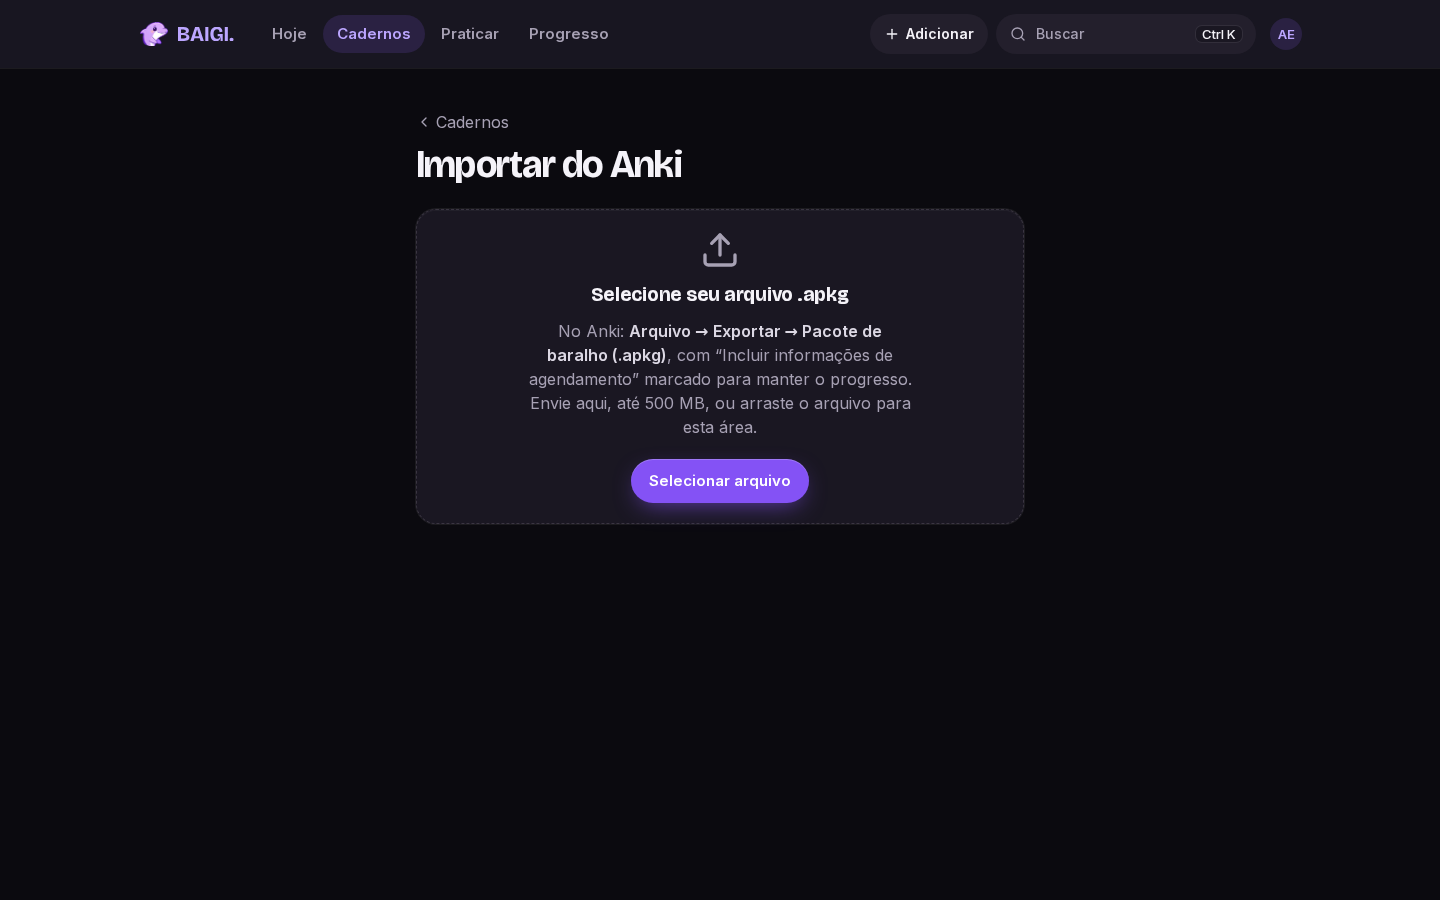 BAIGI.
Hoje
Cadernos
Praticar
Progresso
Adicionar
Buscar
Ctrl K
AE
Cadernos
Importar do Anki
Selecione seu arquivo .apkg
No Anki: Arquivo → Exportar → Pacote de
baralho (.apkg), com “Incluir informações de
agendamento” marcado para manter o progresso.
Envie aqui, até 500 MB, ou arraste o arquivo para
esta área.
Selecionar arquivo